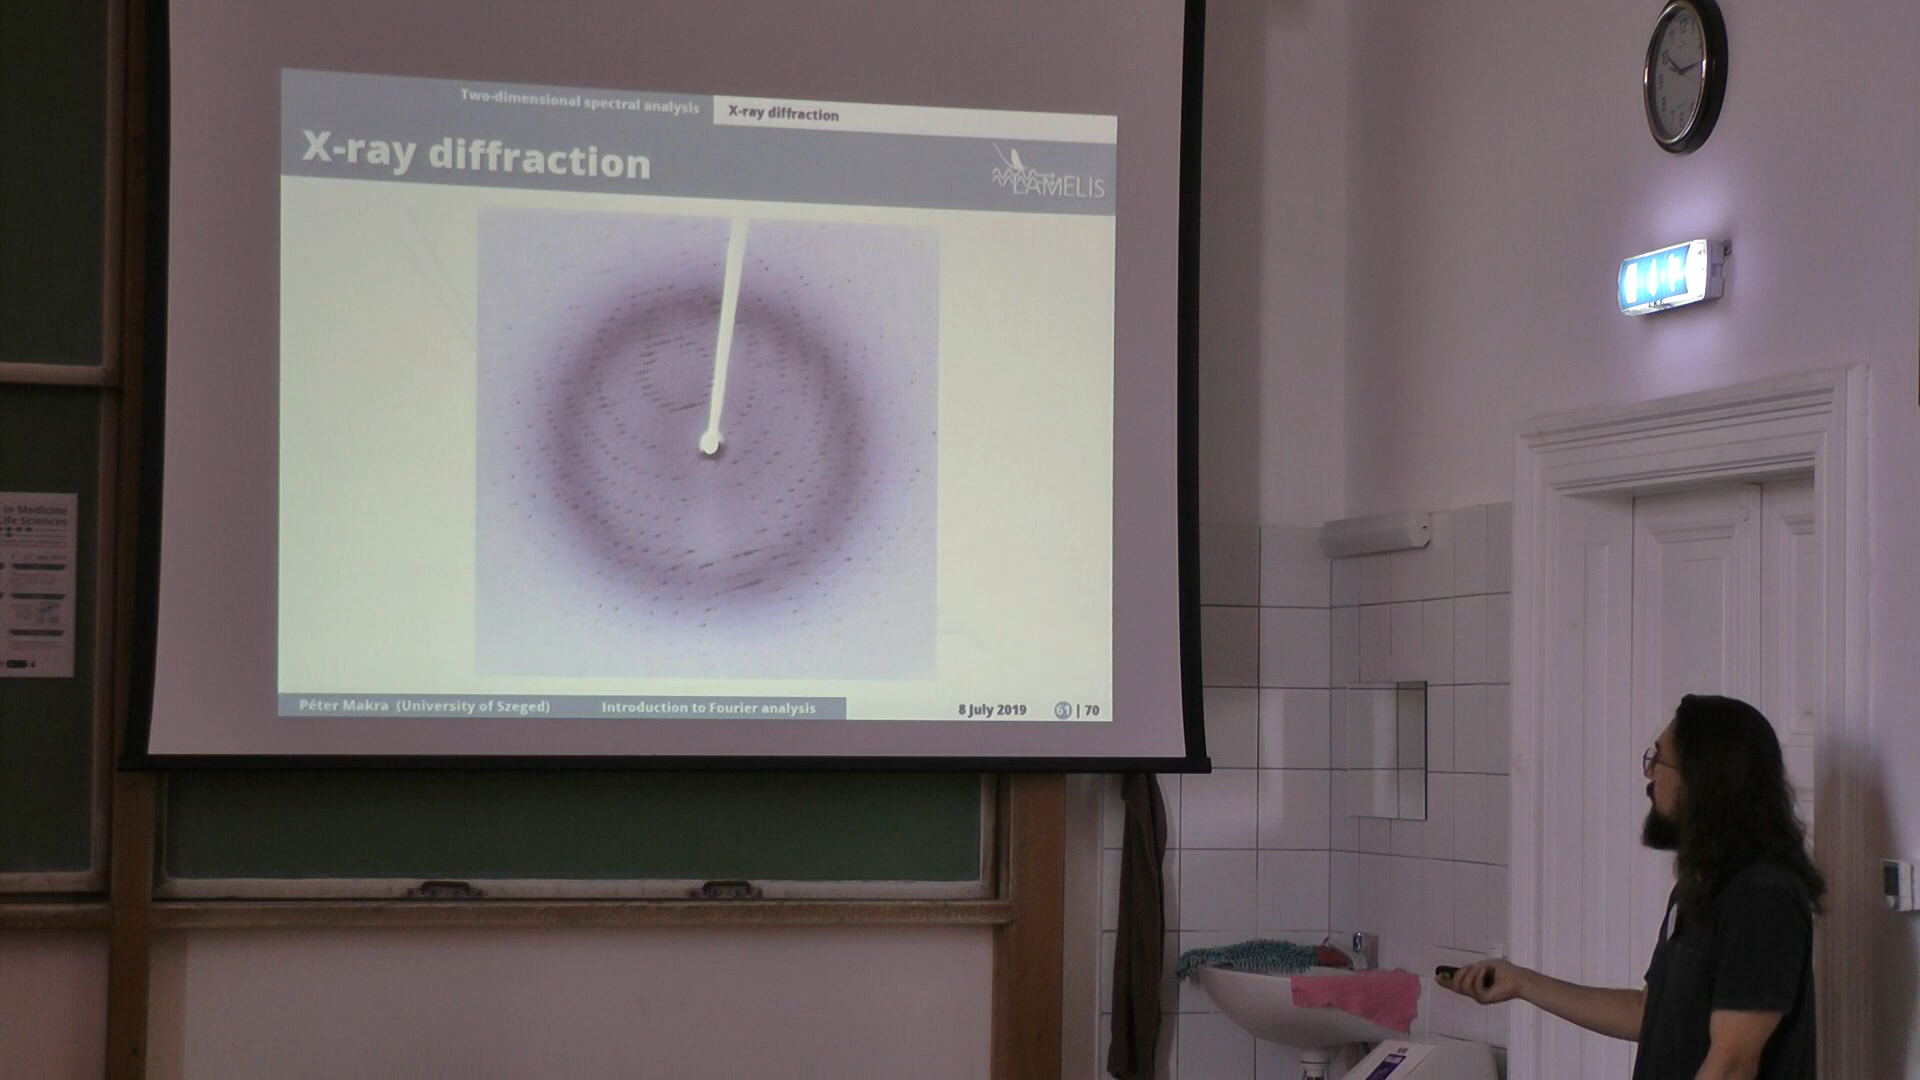 Two-dimensional spectral analysis
X-ray diffraction
X-ray diffraction
LAMELIS
Péter Makra (University of Szeged)
Introduction to Fourier analysis
8 July 2019
61 | 70
in Medicine
Life Sciences